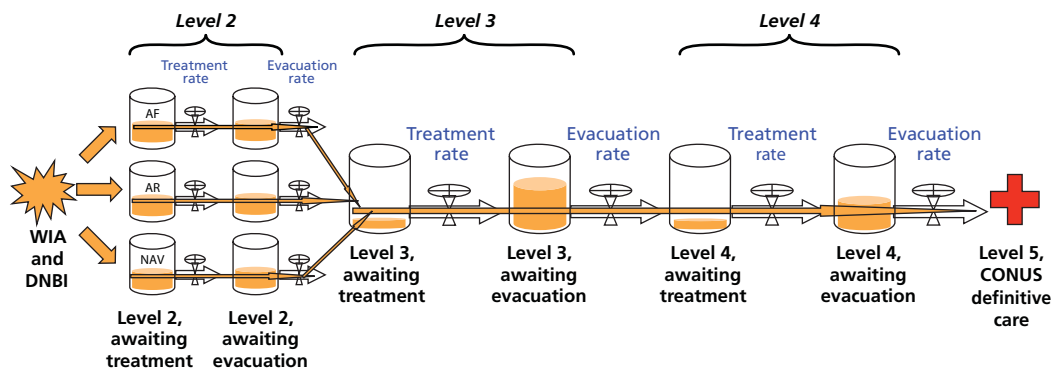 Level 2
Level 3
Level 4
Treatment
rate
Evacuation
rate
AF
AR
NAV
WIA
and
DNBI
Treatment
rate
Evacuation
rate
Treatment
rate
Evacuation
rate
Level 2,
awaiting
treatment
Level 2,
awaiting
evacuation
Level 3,
awaiting
treatment
Level 3,
awaiting
evacuation
Level 4,
awaiting
treatment
Level 4,
awaiting
evacuation
Level 5,
CONUS
definitive
care